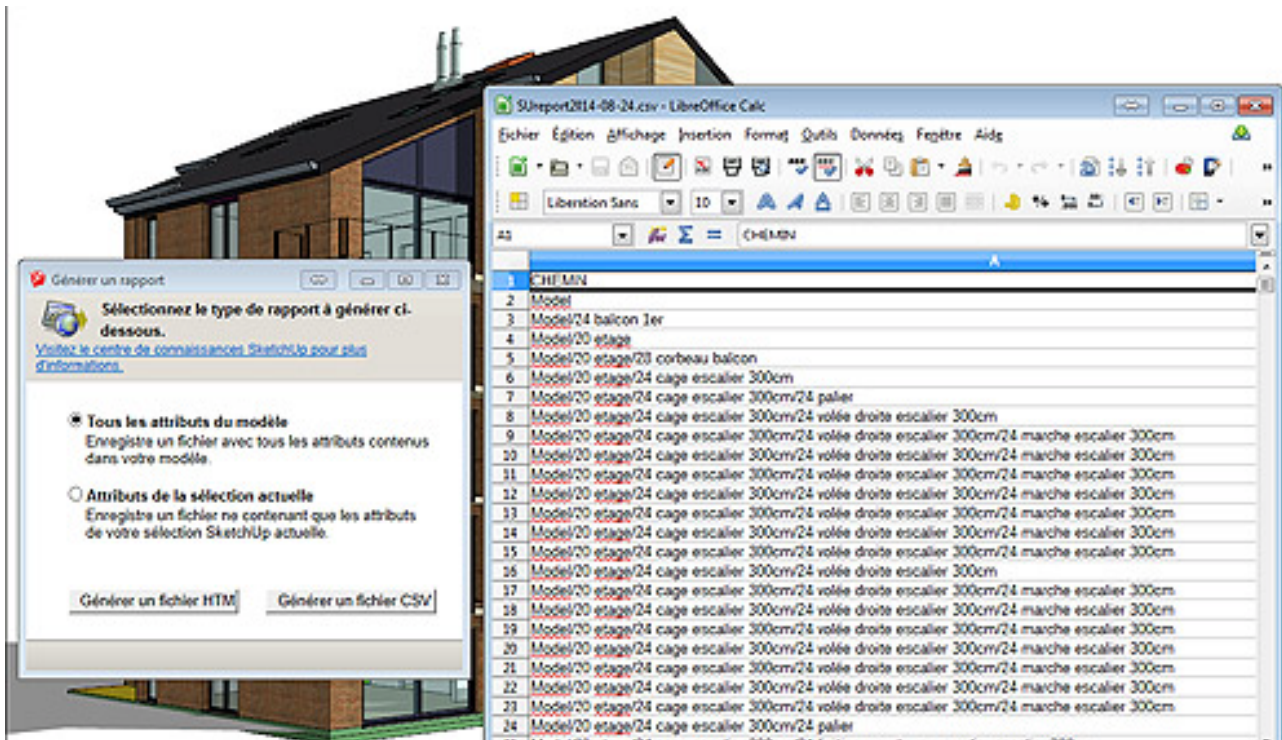 SUreport2014-08-24.csv - LibreOffice Calc
Fichier Édition Affichage Insertion Format Outils Données Fenêtre Aide
Liberation Sans 10
A1 CHEMIN
A
1 CHEMIN
2 Model
3 Model/24 balcon 1er
4 Model/20 etage
5 Model/20 etage/28 corbeau balcon
6 Model/20 etage/24 cage escalier 300cm
7 Model/20 etage/24 cage escalier 300cm/24 palier
8 Model/20 etage/24 cage escalier 300cm/24 volée droite escalier 300cm
9 Model/20 etage/24 cage escalier 300cm/24 volée droite escalier 300cm/24 marche escalier 300cm
10 Model/20 etage/24 cage escalier 300cm/24 volée droite escalier 300cm/24 marche escalier 300cm
11 Model/20 etage/24 cage escalier 300cm/24 volée droite escalier 300cm/24 marche escalier 300cm
12 Model/20 etage/24 cage escalier 300cm/24 volée droite escalier 300cm/24 marche escalier 300cm
13 Model/20 etage/24 cage escalier 300cm/24 volée droite escalier 300cm/24 marche escalier 300cm
14 Model/20 etage/24 cage escalier 300cm/24 volée droite escalier 300cm/24 marche escalier 300cm
15 Model/20 etage/24 cage escalier 300cm/24 volée droite escalier 300cm/24 marche escalier 300cm
16 Model/20 etage/24 cage escalier 300cm/24 volée droite escalier 300cm
17 Model/20 etage/24 cage escalier 300cm/24 volée droite escalier 300cm/24 marche escalier 300cm
18 Model/20 etage/24 cage escalier 300cm/24 volée droite escalier 300cm/24 marche escalier 300cm
19 Model/20 etage/24 cage escalier 300cm/24 volée droite escalier 300cm/24 marche escalier 300cm
20 Model/20 etage/24 cage escalier 300cm/24 volée droite escalier 300cm/24 marche escalier 300cm
21 Model/20 etage/24 cage escalier 300cm/24 volée droite escalier 300cm/24 marche escalier 300cm
22 Model/20 etage/24 cage escalier 300cm/24 volée droite escalier 300cm/24 marche escalier 300cm
23 Model/20 etage/24 cage escalier 300cm/24 volée droite escalier 300cm/24 marche escalier 300cm
24 Model/20 etage/24 cage escalier 300cm/24 palier
Générer un rapport
Sélectionnez le type de rapport à générer ci-
dessous.
Visitez le centre de connaissances SketchUp pour plus
d'informations.
Tous les attributs du modèle
Enregistre un fichier avec tous les attributs contenus
dans votre modèle.
Attributs de la sélection actuelle
Enregistre un fichier ne contenant que les attributs
de votre sélection SketchUp actuelle.
Générer un fichier HTML
Générer un fichier CSV